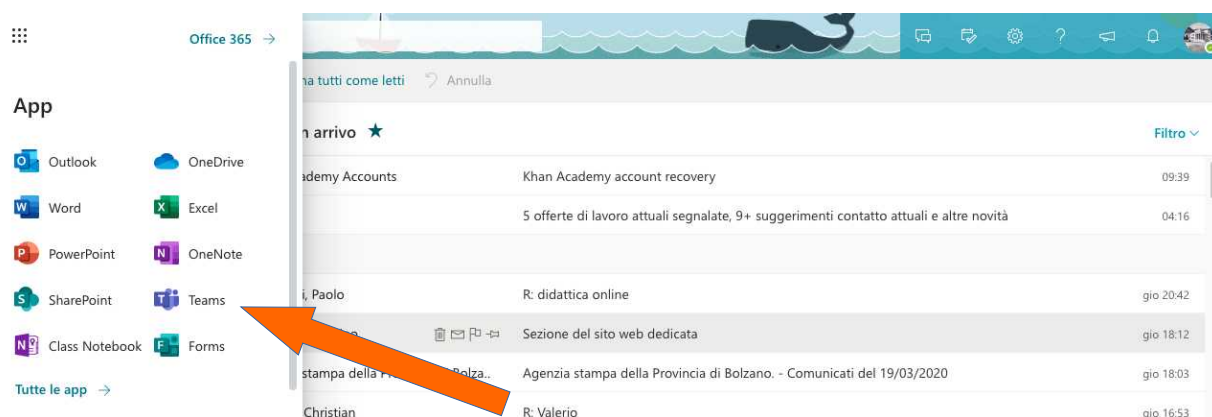 Office 365 →
App
Outlook
OneDrive
Word
Excel
PowerPoint
OneNote
SharePoint
Teams
Class Notebook
Forms
Tutte le app →
tutti come letti
Annulla
arrivo ★
Filtro
Accounts Khan Academy account recovery 09:39
5 offerte di lavoro attuali segnalate, 9+ suggerimenti contatto attuali e altre novità 04:16
Paolo R: didattica online gio 20:42
Sezione del sito web dedicata gio 18:12
stampa della Agenzia stampa della Provincia di Bolzano. - Comunicati del 19/03/2020 gio 18:03
Christian R: Valerio gio 16:53